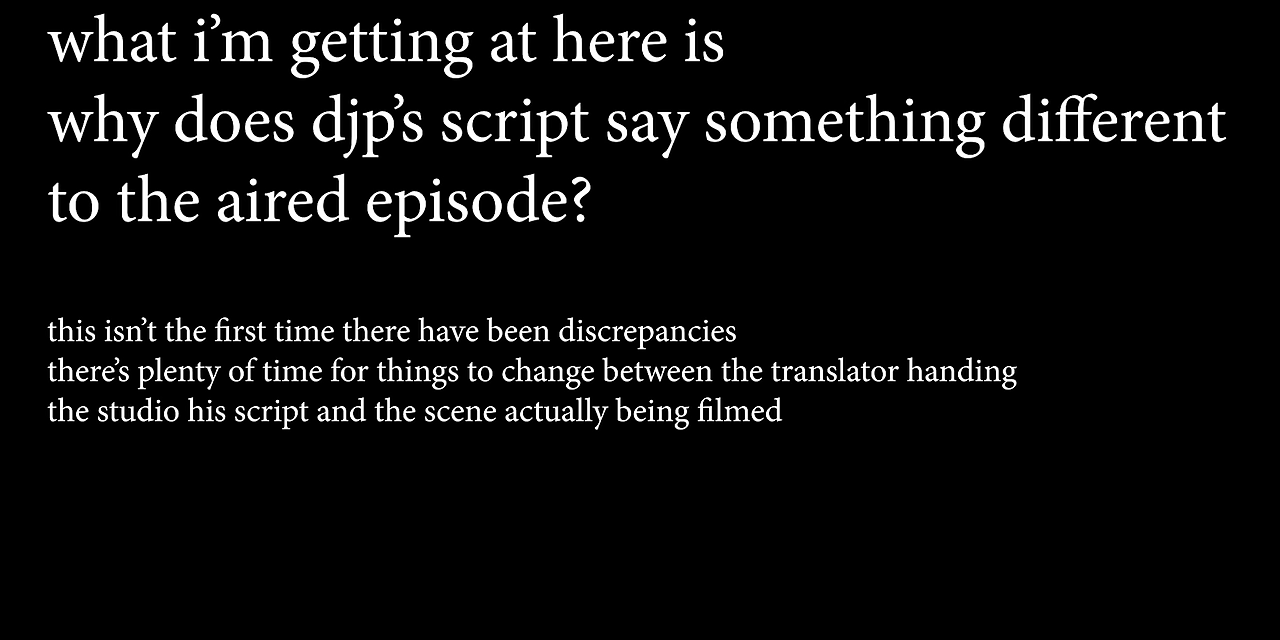 what i’m getting at here is
why does djp’s script say something different
to the aired episode?
this isn’t the first time there have been discrepancies
there’s plenty of time for things to change between the translator handing
the studio his script and the scene actually being filmed